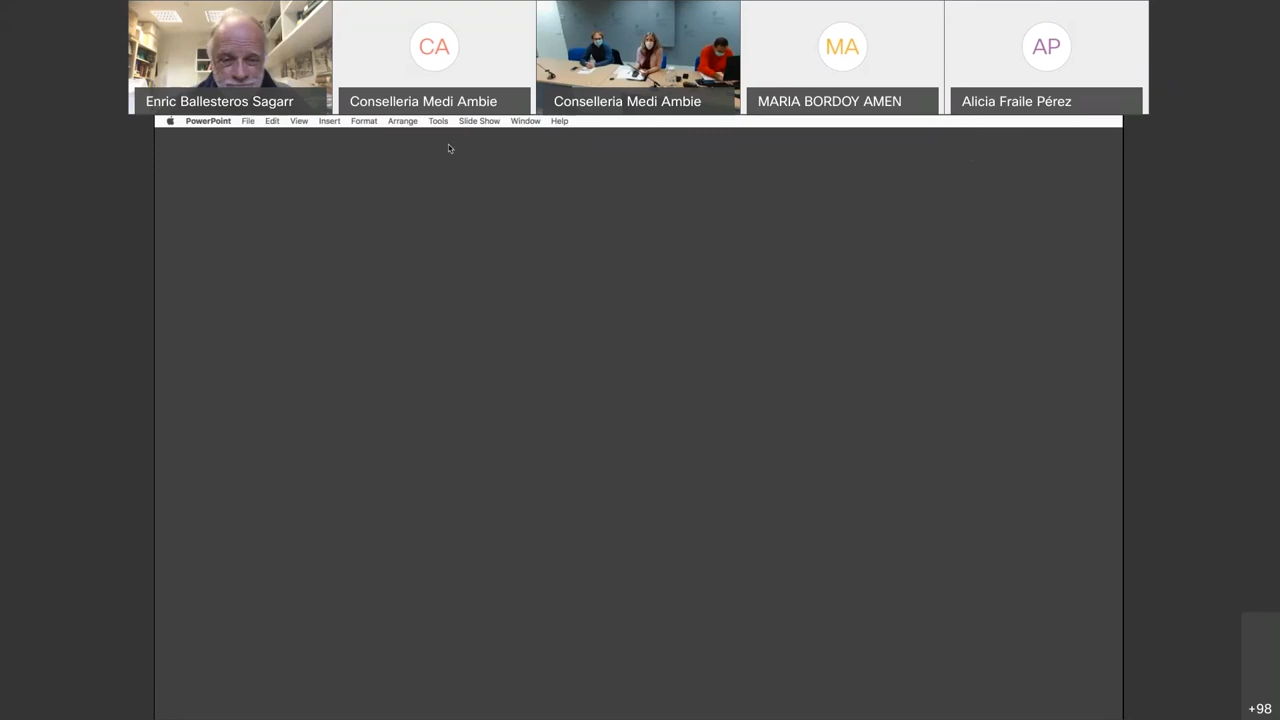 CA
MA
AP
Enric Ballesteros Sagarr
Conselleria Medi Ambie
Conselleria Medi Ambie
MARIA BORDOY AMEN
Alicia Fraile Pérez
PowerPoint File Edit View Insert Format Arrange Tools Slide Show Window Help
+98